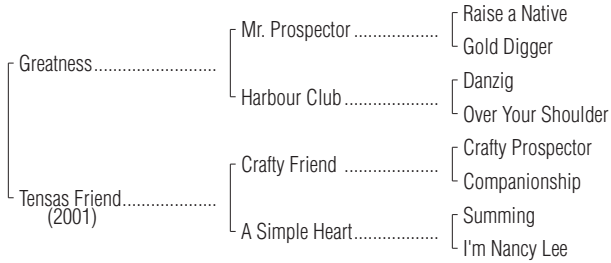 Raise a Native
Mr. Prospector ..................
Gold Digger
Greatness..........................
Danzig
Harbour Club ....................
Over Your Shoulder
Crafty Prospector
Crafty Friend ....................
Companionship
Tensas Friend....................
(2001)
Summing
A Simple Heart..................
I'm Nancy Lee